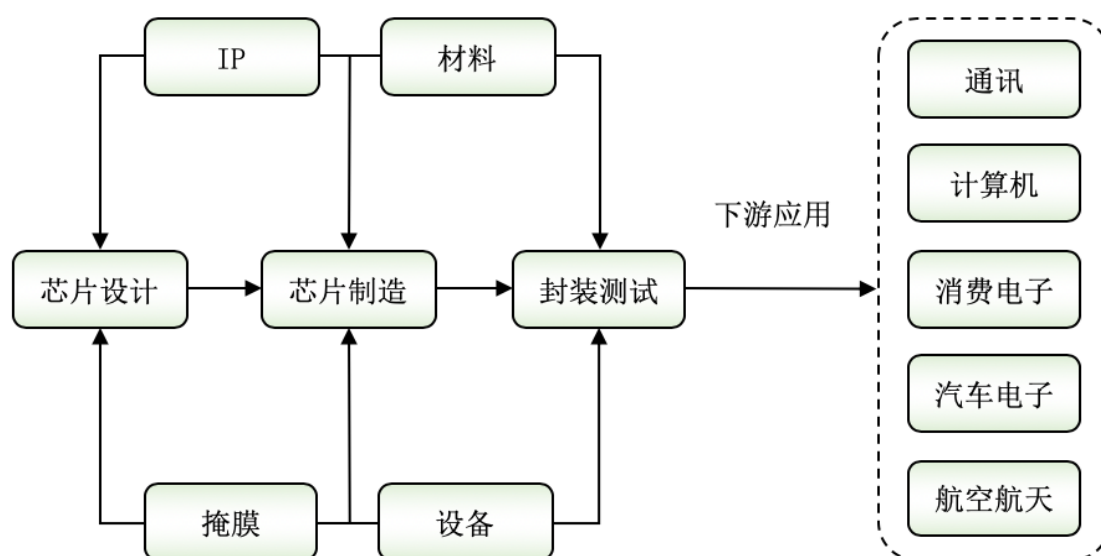 IP
材料
通讯
计算机
下游应用
芯片设计
芯片制造
封装测试
消费电子
汽车电子
掩膜
设备
航空航天